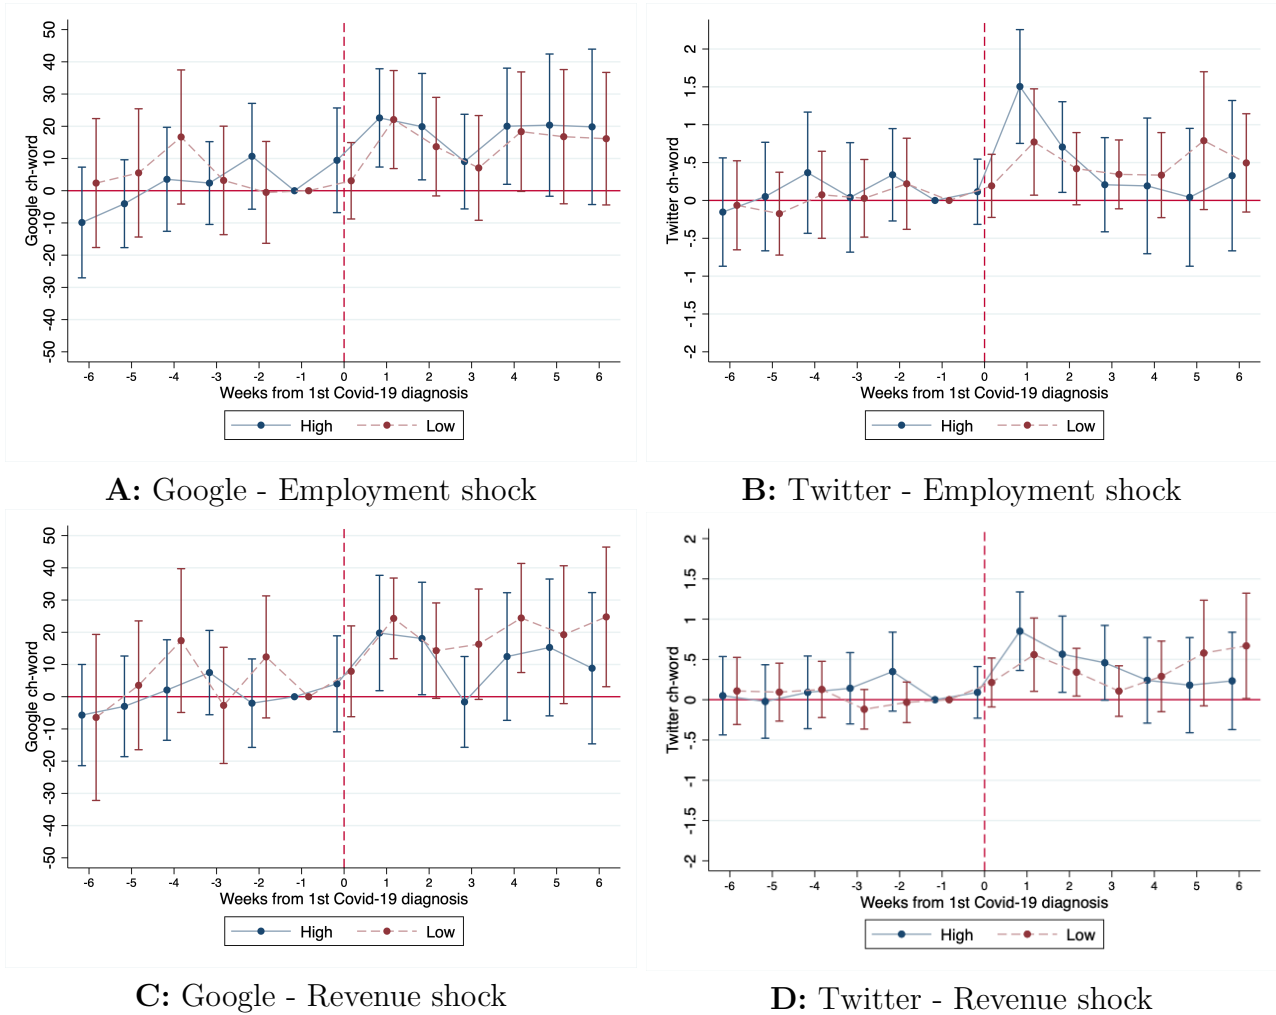 50
40
30
20
10
0
-10
-20
-30
-40
-50
Google ch-word
-6 -5 -4 -3 -2 -1 0 1 2 3 4 5 6
Weeks from 1st Covid-19 diagnosis
High Low
A: Google - Employment shock
2
1.5
1
.5
0
-.5
-1
-1.5
-2
Twitter ch-word
-6 -5 -4 -3 -2 -1 0 1 2 3 4 5 6
Weeks from 1st Covid-19 diagnosis
High Low
B: Twitter - Employment shock
50
40
30
20
10
0
-10
-20
-30
-40
-50
Google ch-word
-6 -5 -4 -3 -2 -1 0 1 2 3 4 5 6
Weeks from 1st Covid-19 diagnosis
High Low
C: Google - Revenue shock
2
1.5
1
.5
0
-.5
-1
-1.5
-2
Twitter ch-word
-6 -5 -4 -3 -2 -1 0 1 2 3 4 5 6
Weeks from 1st Covid-19 diagnosis
High Low
D: Twitter - Revenue shock